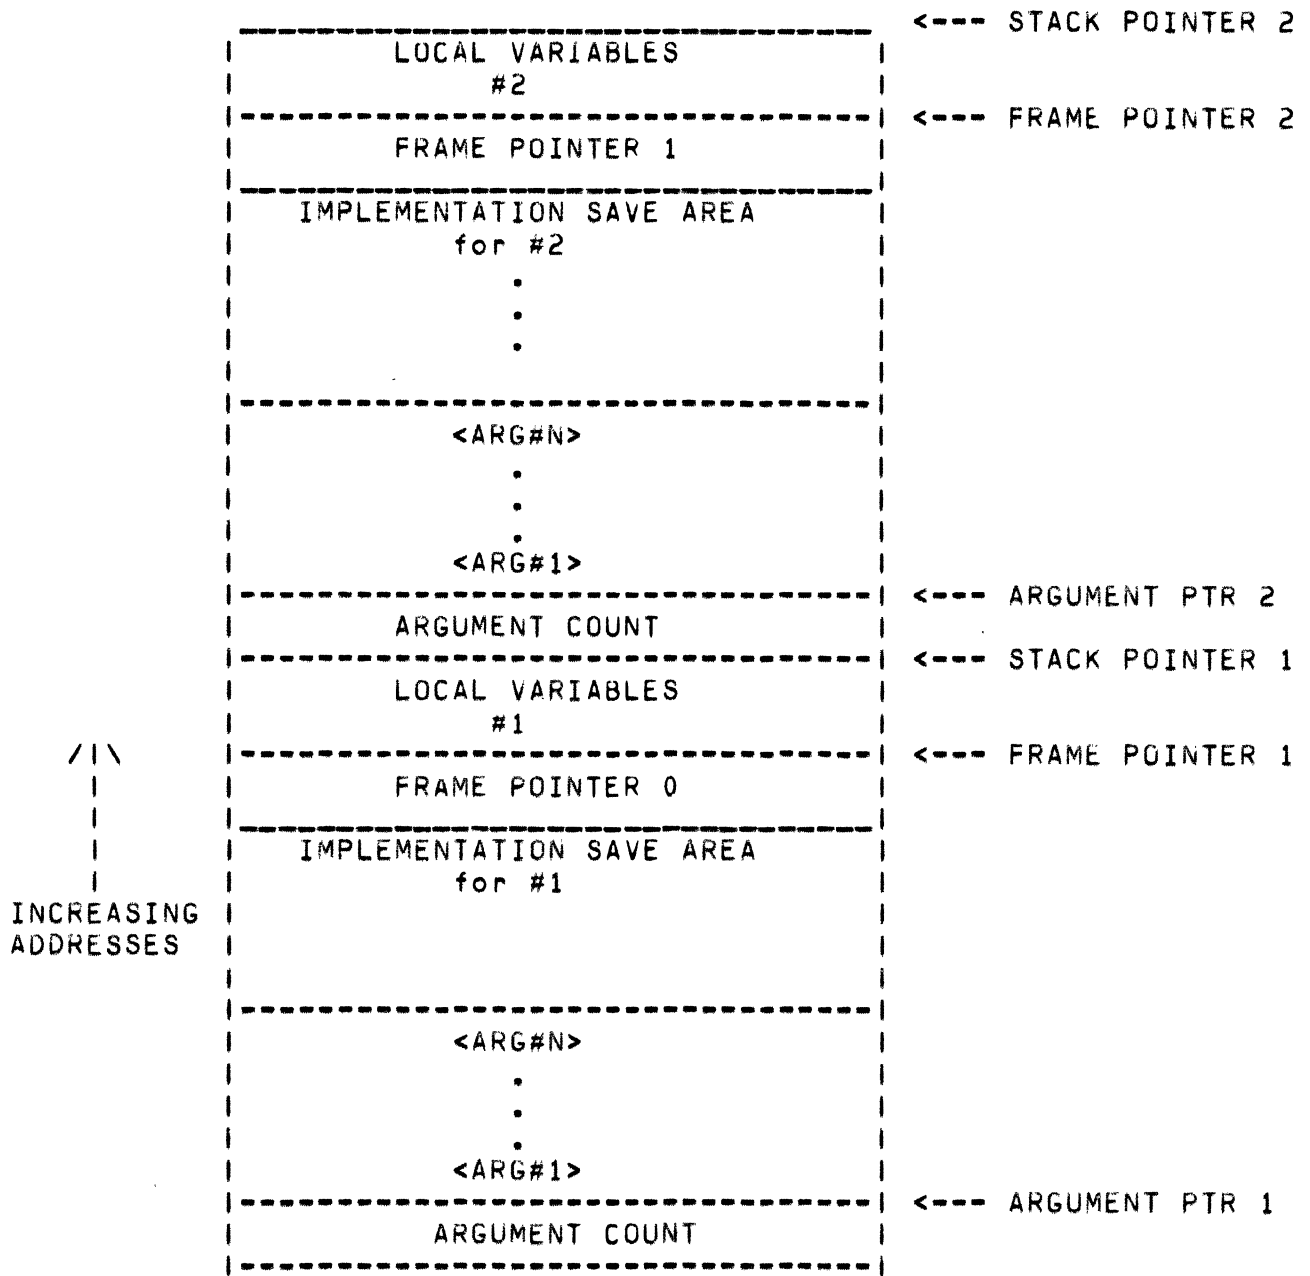 <--- STACK POINTER 2
LOCAL VARIABLES
#2
<--- FRAME POINTER 2
FRAME POINTER 1
IMPLEMENTATION SAVE AREA
for #2
.
.
.
<ARG#N>
.
.
.
<ARG#1>
<--- ARGUMENT PTR 2
ARGUMENT COUNT
<--- STACK POINTER 1
LOCAL VARIABLES
#1
<--- FRAME POINTER 1
FRAME POINTER 0
IMPLEMENTATION SAVE AREA
for #1
INCREASING
ADDRESSES
<ARG#N>
.
.
.
<ARG#1>
<--- ARGUMENT PTR 1
ARGUMENT COUNT